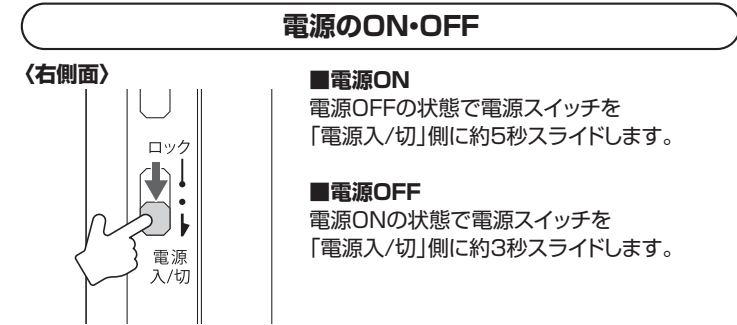 電源のON・OFF
〈右側面〉
ロック
電源
入/切
■電源ON
電源OFFの状態で電源スイッチを
「電源入/切」側に約5秒スライドします。
■電源OFF
電源ONの状態で電源スイッチを
「電源入/切」側に約3秒スライドします。